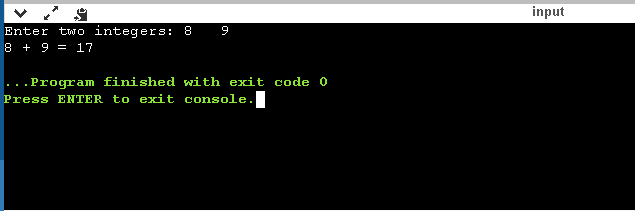 input
Enter two integers: 8   9
8 + 9 = 17
...Program finished with exit code 0
Press ENTER to exit console.